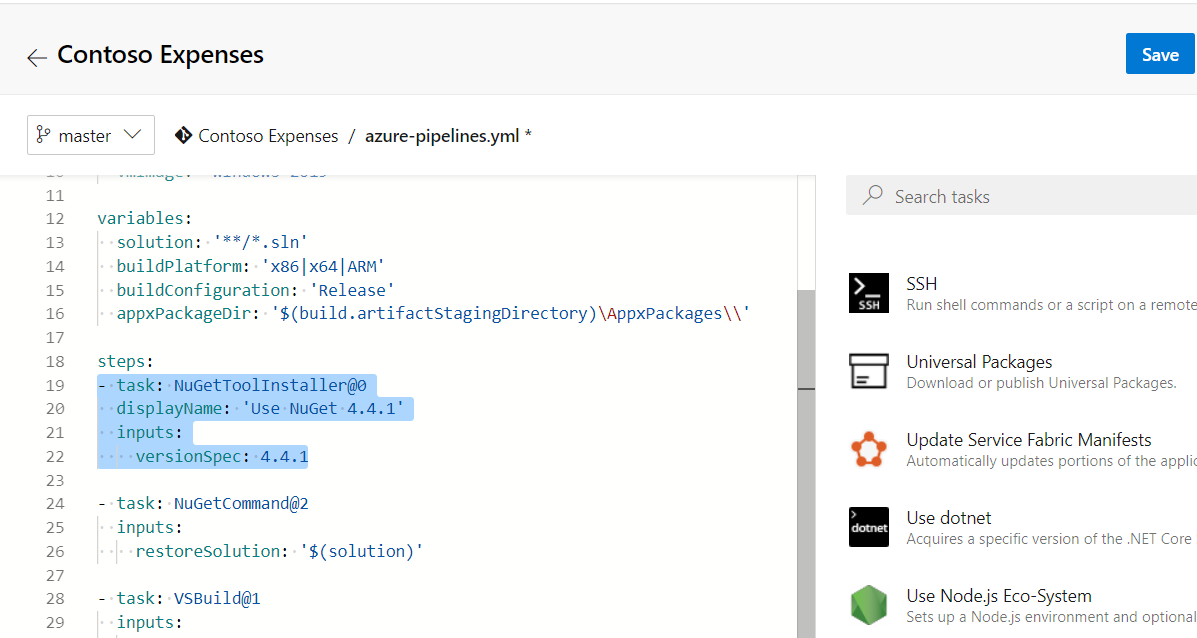 Contoso Expenses
Save
master
Contoso Expenses / azure-pipelines.yml *
11
12 variables:
13 solution: '**/*.sln'
14 buildPlatform: 'x86|x64|ARM'
15 buildConfiguration: 'Release'
16 appxPackageDir: '$(build.artifactStagingDirectory)\AppxPackages\\'
17
18 steps:
19 - task: NuGetToolInstaller@0
20 displayName: 'Use NuGet 4.4.1'
21 inputs:
22 versionSpec: 4.4.1
23
24 - task: NuGetCommand@2
25 inputs:
26 restoreSolution: '$(solution)'
27
28 - task: VSBuild@1
29 inputs:
Search tasks
SSH
SSH
Run shell commands or a script on a remote
Universal Packages
Download or publish Universal Packages.
Update Service Fabric Manifests
Automatically updates portions of the applic
dotnet
Use dotnet
Acquires a specific version of the .NET Core
Use Node.js Eco-System
Sets up a Node.js environment and optional